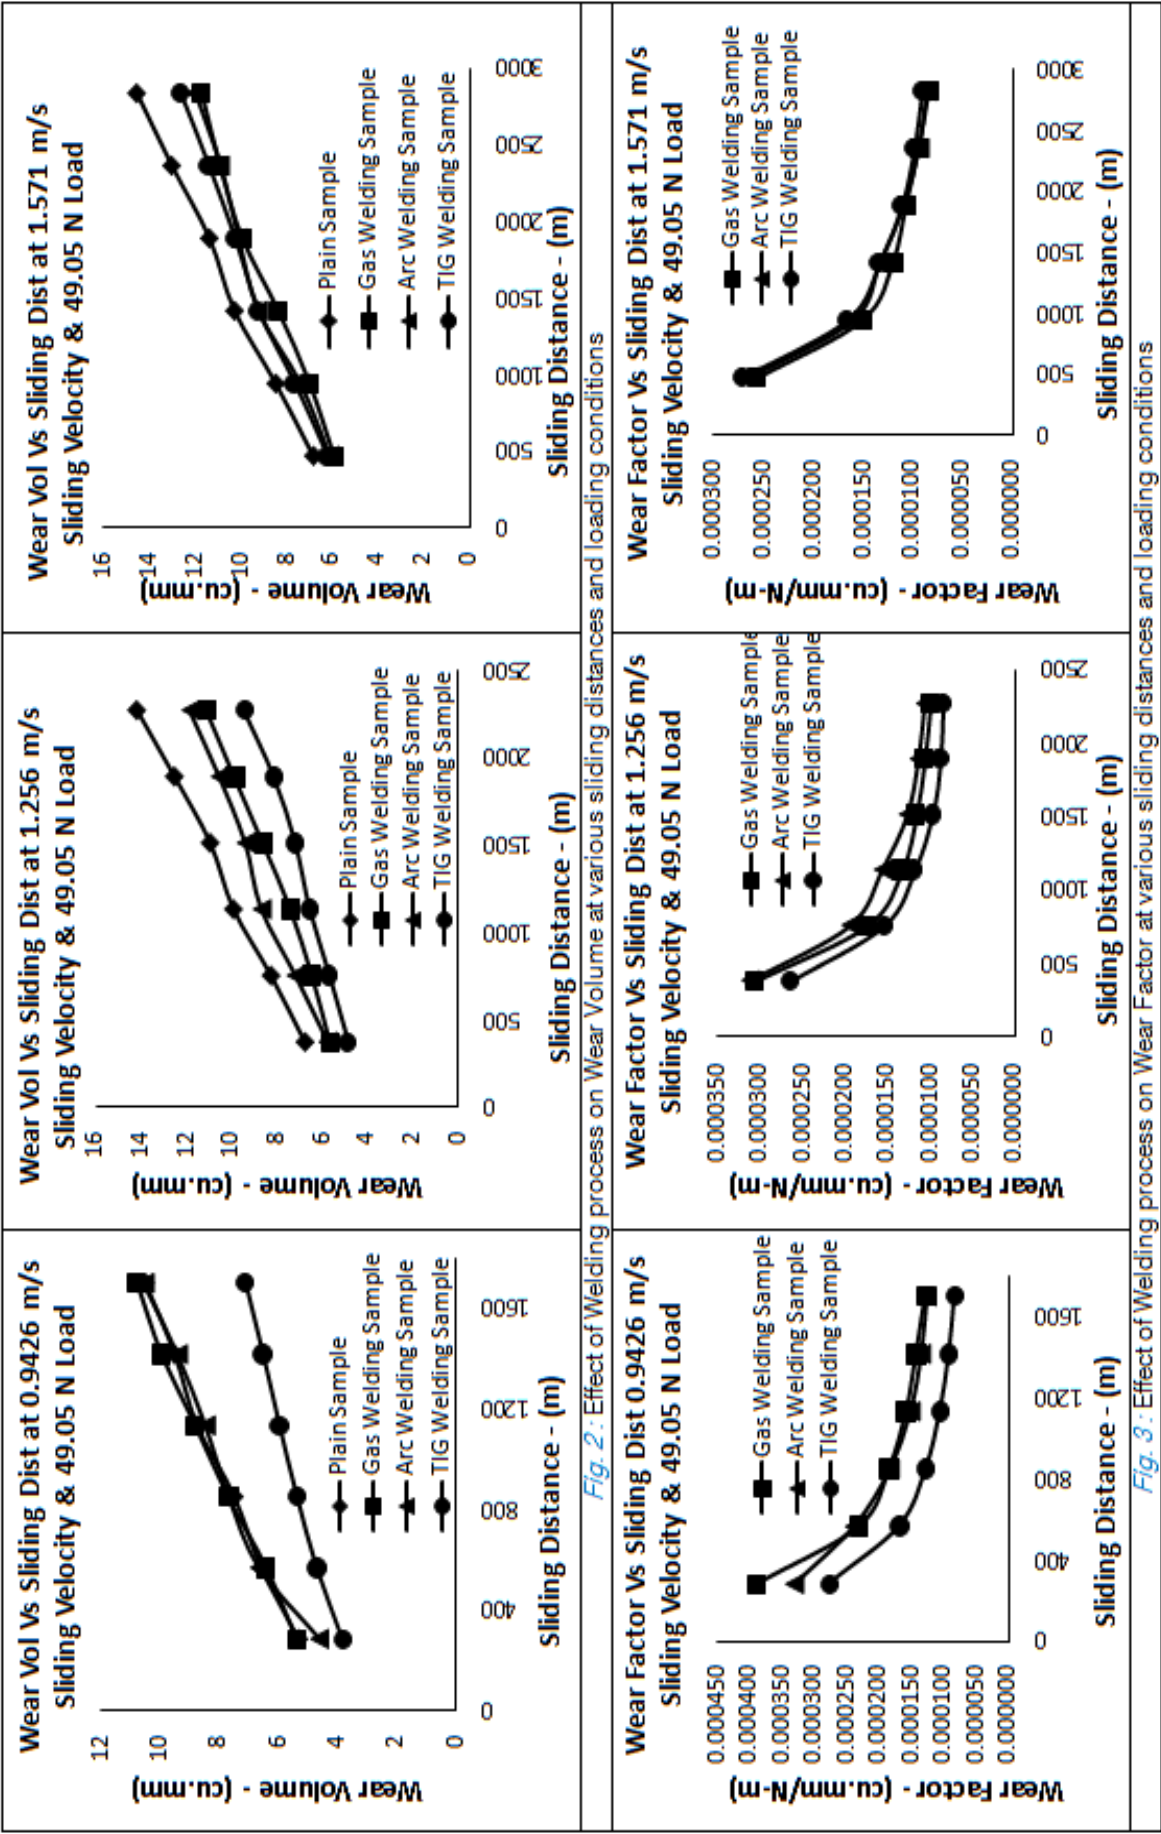 Wear Vol Vs Sliding Dist at 0.9426 m/s
Sliding Velocity & 49.05 N Load
Wear Volume - (cu.mm)
12
10
8
6
4
2
0
0
400
800
1200
1600
Sliding Distance - (m)
Plain Sample
Gas Welding Sample
Arc Welding Sample
TIG Welding Sample
Wear Vol Vs Sliding Dist at 1.256 m/s
Sliding Velocity & 49.05 N Load
Wear Volume - (cu.mm)
16
14
12
10
8
6
4
2
0
0
500
1000
1500
2000
2500
Sliding Distance - (m)
Plain Sample
Gas Welding Sample
Arc Welding Sample
TIG Welding Sample
Wear Vol Vs Sliding Dist at 1.571 m/s
Sliding Velocity & 49.05 N Load
Wear Volume - (cu.mm)
16
14
12
10
8
6
4
2
0
0
500
1000
1500
2000
2500
3000
Sliding Distance - (m)
Plain Sample
Gas Welding Sample
Arc Welding Sample
TIG Welding Sample
Fig. 2 : Effect of Welding process on Wear Volume at various sliding distances and loading conditions
Wear Factor Vs Sliding Dist 0.9426 m/s
Sliding Velocity & 49.05 N Load
Wear Factor - (cu.mm/N-m)
0.000450
0.000400
0.000350
0.000300
0.000250
0.000200
0.000150
0.000100
0.000050
0.000000
0
400
800
1200
1600
Sliding Distance - (m)
Gas Welding Sample
Arc Welding Sample
TIG Welding Sample
Wear Factor Vs Sliding Dist at 1.256 m/s
Sliding Velocity & 49.05 N Load
Wear Factor - (cu.mm/N-m)
0.000350
0.000300
0.000250
0.000200
0.000150
0.000100
0.000050
0.000000
0
500
1000
1500
2000
2500
Sliding Distance - (m)
Gas Welding Sample
Arc Welding Sample
TIG Welding Sample
Wear Factor Vs Sliding Dist at 1.571 m/s
Sliding Velocity & 49.05 N Load
Wear Factor - (cu.mm/N-m)
0.000300
0.000250
0.000200
0.000150
0.000100
0.000050
0.000000
0
500
1000
1500
2000
2500
3000
Sliding Distance - (m)
Gas Welding Sample
Arc Welding Sample
TIG Welding Sample
Fig. 3 : Effect of Welding process on Wear Factor at various sliding distances and loading conditions